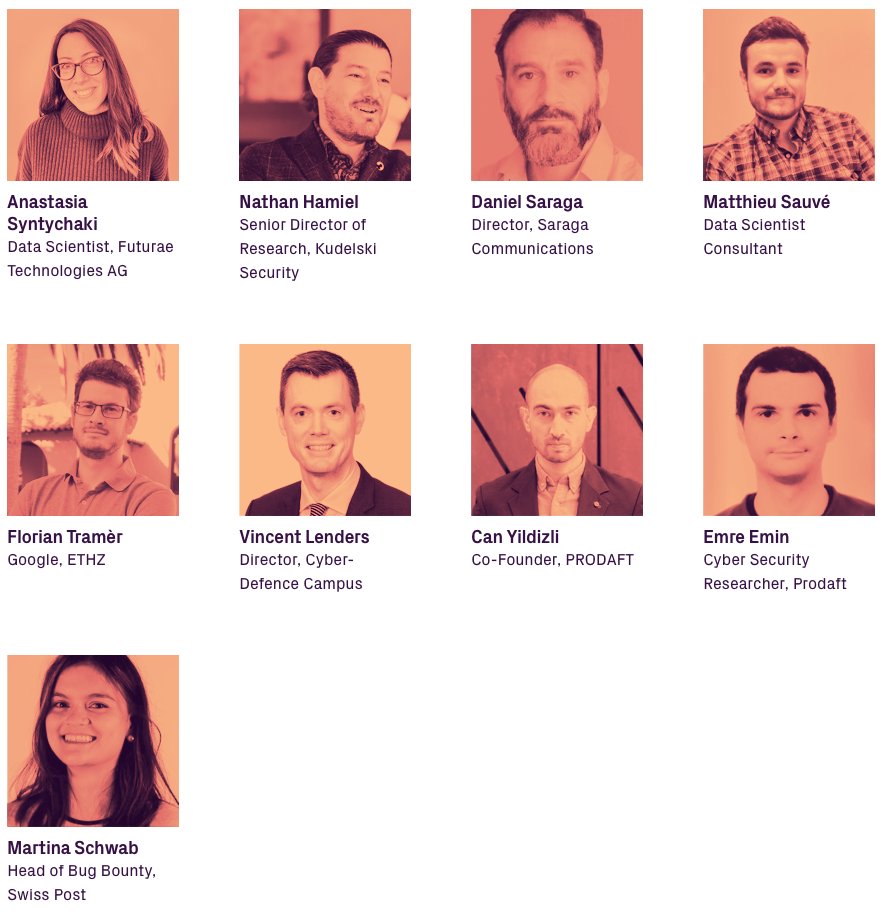 Anastasia
Syntychaki
Data Scientist, Futurae
Technologies AG
Nathan Hamiel
Senior Director of
Research, Kudelski
Security
Daniel Saraga
Director, Saraga
Communications
Matthieu Sauvé
Data Scientist
Consultant
Florian Tramèr
Google, ETHZ
Vincent Lenders
Director, Cyber-
Defence Campus
Can Yildizli
Co-Founder, PRODAFT
Emre Emin
Cyber Security
Researcher, Prodaft
Martina Schwab
Head of Bug Bounty,
Swiss Post